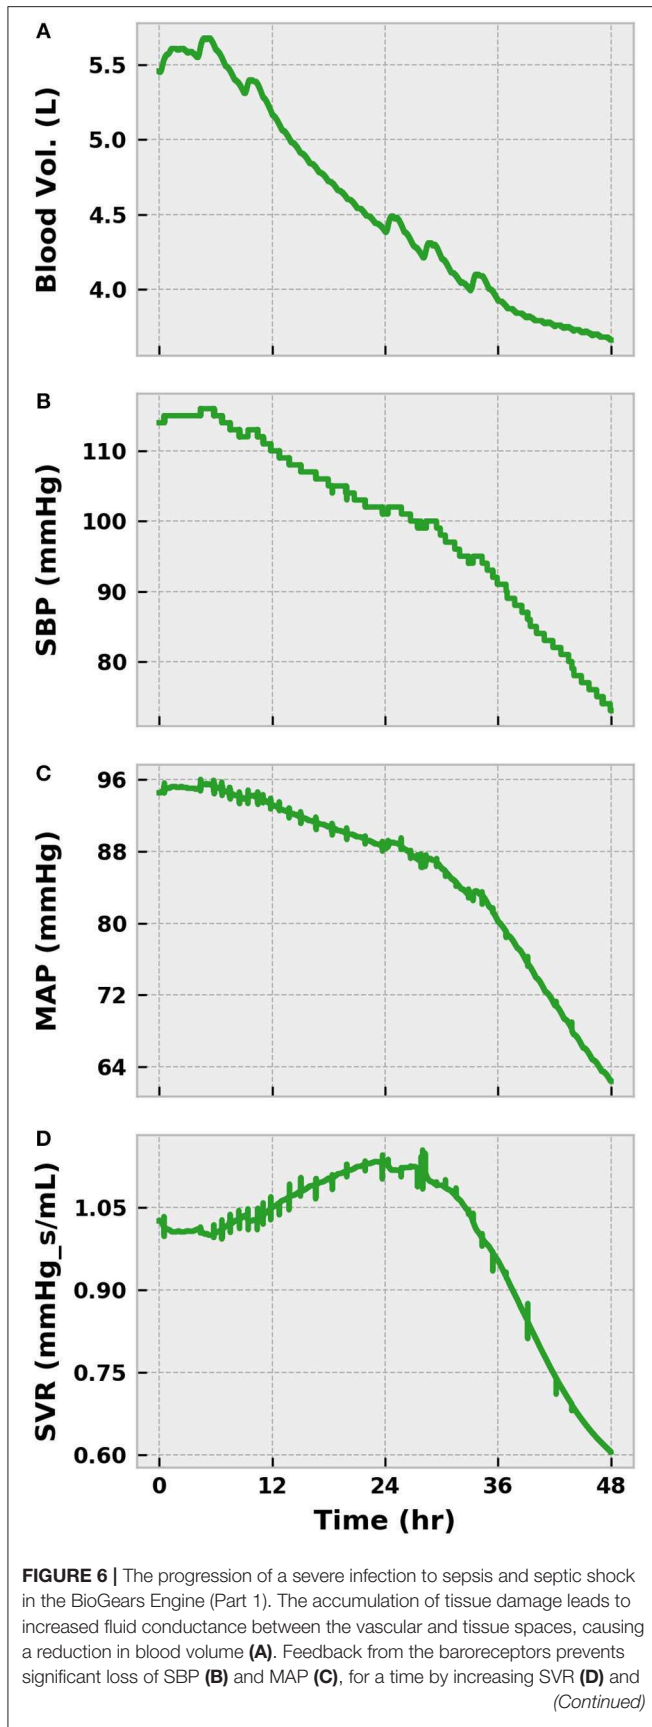 A
Blood Vol. (L)
5.5
5.0
4.5
4.0
B
SBP (mmHg)
110
100
90
80
C
MAP (mmHg)
96
88
80
72
64
D
SVR (mmHg_s/mL)
1.05
0.90
0.75
0.60
0 12 24 36 48
Time (hr)
FIGURE 6 | The progression of a severe infection to sepsis and septic shock
in the BioGears Engine (Part 1). The accumulation of tissue damage leads to
increased fluid conductance between the vascular and tissue spaces, causing
a reduction in blood volume (A). Feedback from the baroreceptors prevents
significant loss of SBP (B) and MAP (C), for a time by increasing SVR (D) and
(Continued)